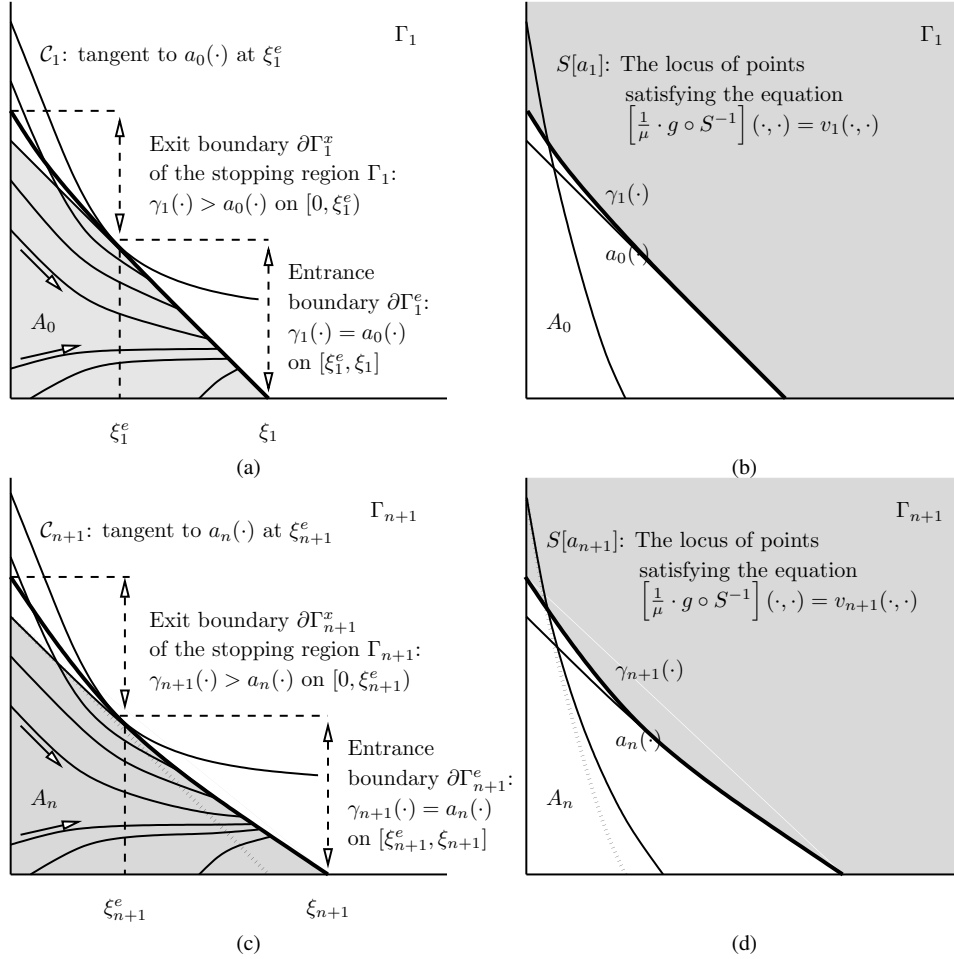 Γ₁
𝒞₁: tangent to a₀(·) at ξ₁ᵉ
Exit boundary ∂Γ₁ˣ
of the stopping region Γ₁:
γ₁(·) > a₀(·) on [0, ξ₁ᵉ)
Entrance
boundary ∂Γ₁ᵉ:
γ₁(·) = a₀(·)
on [ξ₁ᵉ, ξ₁]
A₀
ξ₁ᵉ
ξ₁
(a)
Γ₁
S[a₁]: The locus of points
satisfying the equation
[1/μ · g ∘ S⁻¹] (·, ·) = v₁(·, ·)
γ₁(·)
a₀(·)
A₀
(b)
Γₙ₊₁
𝒞ₙ₊₁: tangent to aₙ(·) at ξₙ₊₁ᵉ
Exit boundary ∂Γₙ₊₁ˣ
of the stopping region Γₙ₊₁:
γₙ₊₁(·) > aₙ(·) on [0, ξₙ₊₁ᵉ)
Entrance
boundary ∂Γₙ₊₁ᵉ:
γₙ₊₁(·) = aₙ(·)
on [ξₙ₊₁ᵉ, ξₙ₊₁]
Aₙ
ξₙ₊₁ᵉ
ξₙ₊₁
(c)
Γₙ₊₁
S[aₙ₊₁]: The locus of points
satisfying the equation
[1/μ · g ∘ S⁻¹] (·, ·) = vₙ₊₁(·, ·)
γₙ₊₁(·)
aₙ(·)
Aₙ
(d)